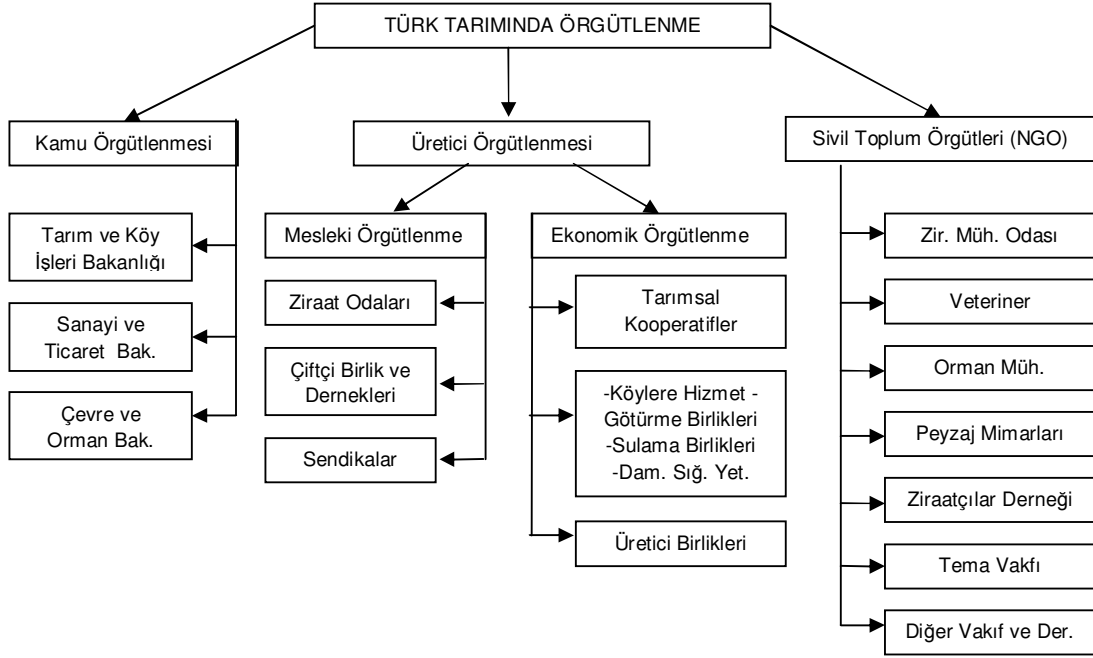 TÜRK TARIMINDA ÖRGÜTLENME
Kamu Örgütlenmesi
Tarım ve Köy
İşleri Bakanlığı
Sanayi ve
Ticaret Bak.
Çevre ve
Orman Bak.
Üretici Örgütlenmesi
Mesleki Örgütlenme
Ziraat Odaları
Çiftçi Birlik ve
Dernekleri
Sendikalar
Ekonomik Örgütlenme
Tarımsal
Kooperatifler
-Köylere Hizmet -
Götürme Birlikleri
-Sulama Birlikleri
-Dam. Sığ. Yet.
Üretici Birlikleri
Sivil Toplum Örgütleri (NGO)
Zir. Müh. Odası
Veteriner
Orman Müh.
Peyzaj Mimarları
Ziraatçılar Derneği
Tema Vakfı
Diğer Vakıf ve Der.